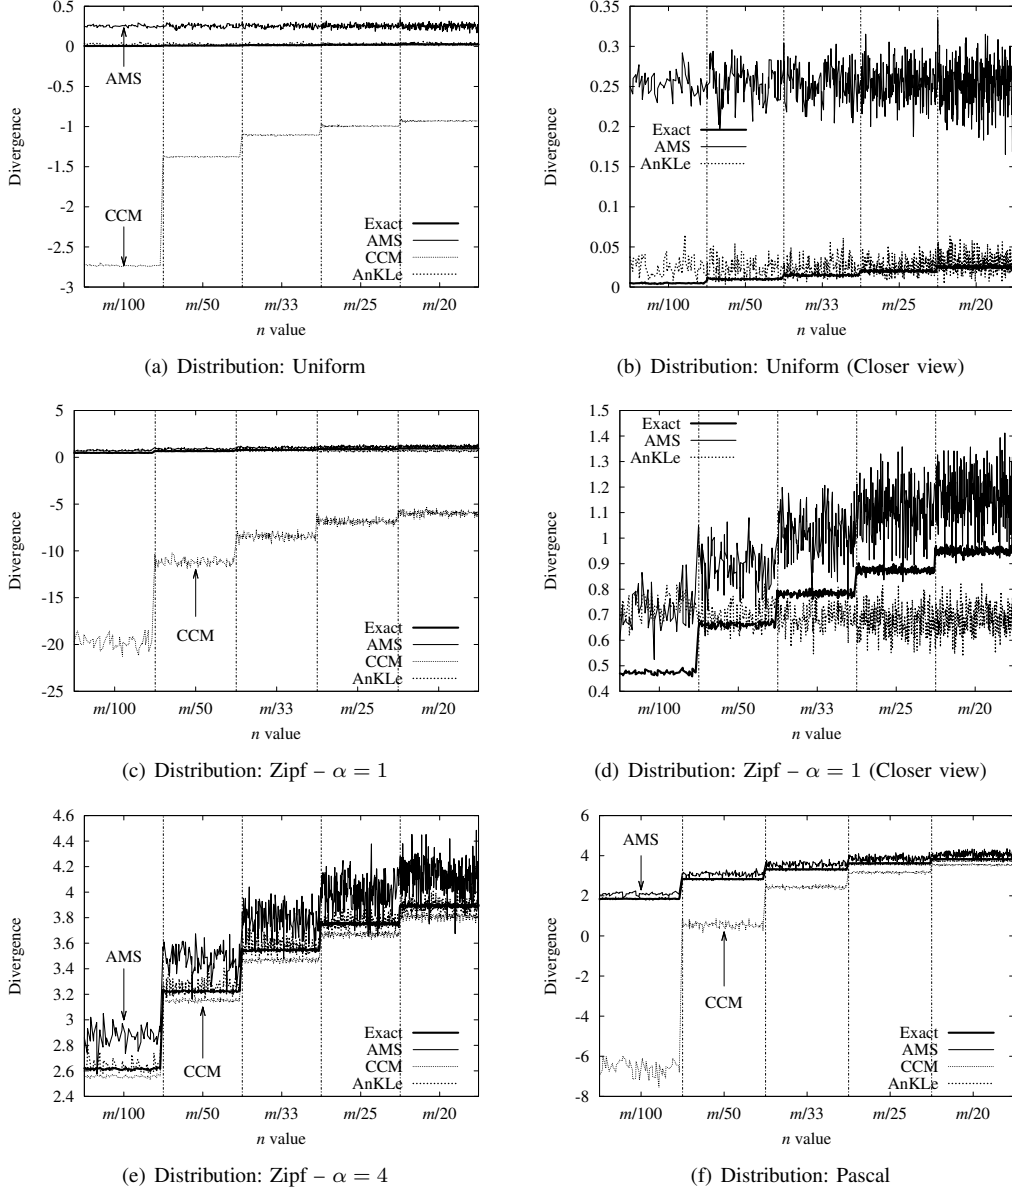 0.5
0
-0.5
-1
-1.5
-2
-2.5
-3
Divergence
AMS
CCM
Exact
AMS
CCM
AnKLe
m/100 m/50 m/33 m/25 m/20
n value
(a) Distribution: Uniform
0.35
0.3
0.25
0.2
0.15
0.1
0.05
0
Divergence
Exact
AMS
AnKLe
m/100 m/50 m/33 m/25 m/20
n value
(b) Distribution: Uniform (Closer view)
5
0
-5
-10
-15
-20
-25
Divergence
CCM
Exact
AMS
CCM
AnKLe
m/100 m/50 m/33 m/25 m/20
n value
(c) Distribution: Zipf – α = 1
1.5
1.4
1.3
1.2
1.1
1
0.9
0.8
0.7
0.6
0.5
0.4
Divergence
Exact
AMS
AnKLe
m/100 m/50 m/33 m/25 m/20
n value
(d) Distribution: Zipf – α = 1 (Closer view)
4.6
4.4
4.2
4
3.8
3.6
3.4
3.2
3
2.8
2.6
2.4
Divergence
AMS
CCM
Exact
AMS
CCM
AnKLe
m/100 m/50 m/33 m/25 m/20
n value
(e) Distribution: Zipf – α = 4
6
4
2
0
-2
-4
-6
-8
Divergence
AMS
CCM
Exact
AMS
CCM
AnKLe
m/100 m/50 m/33 m/25 m/20
n value
(f) Distribution: Pascal